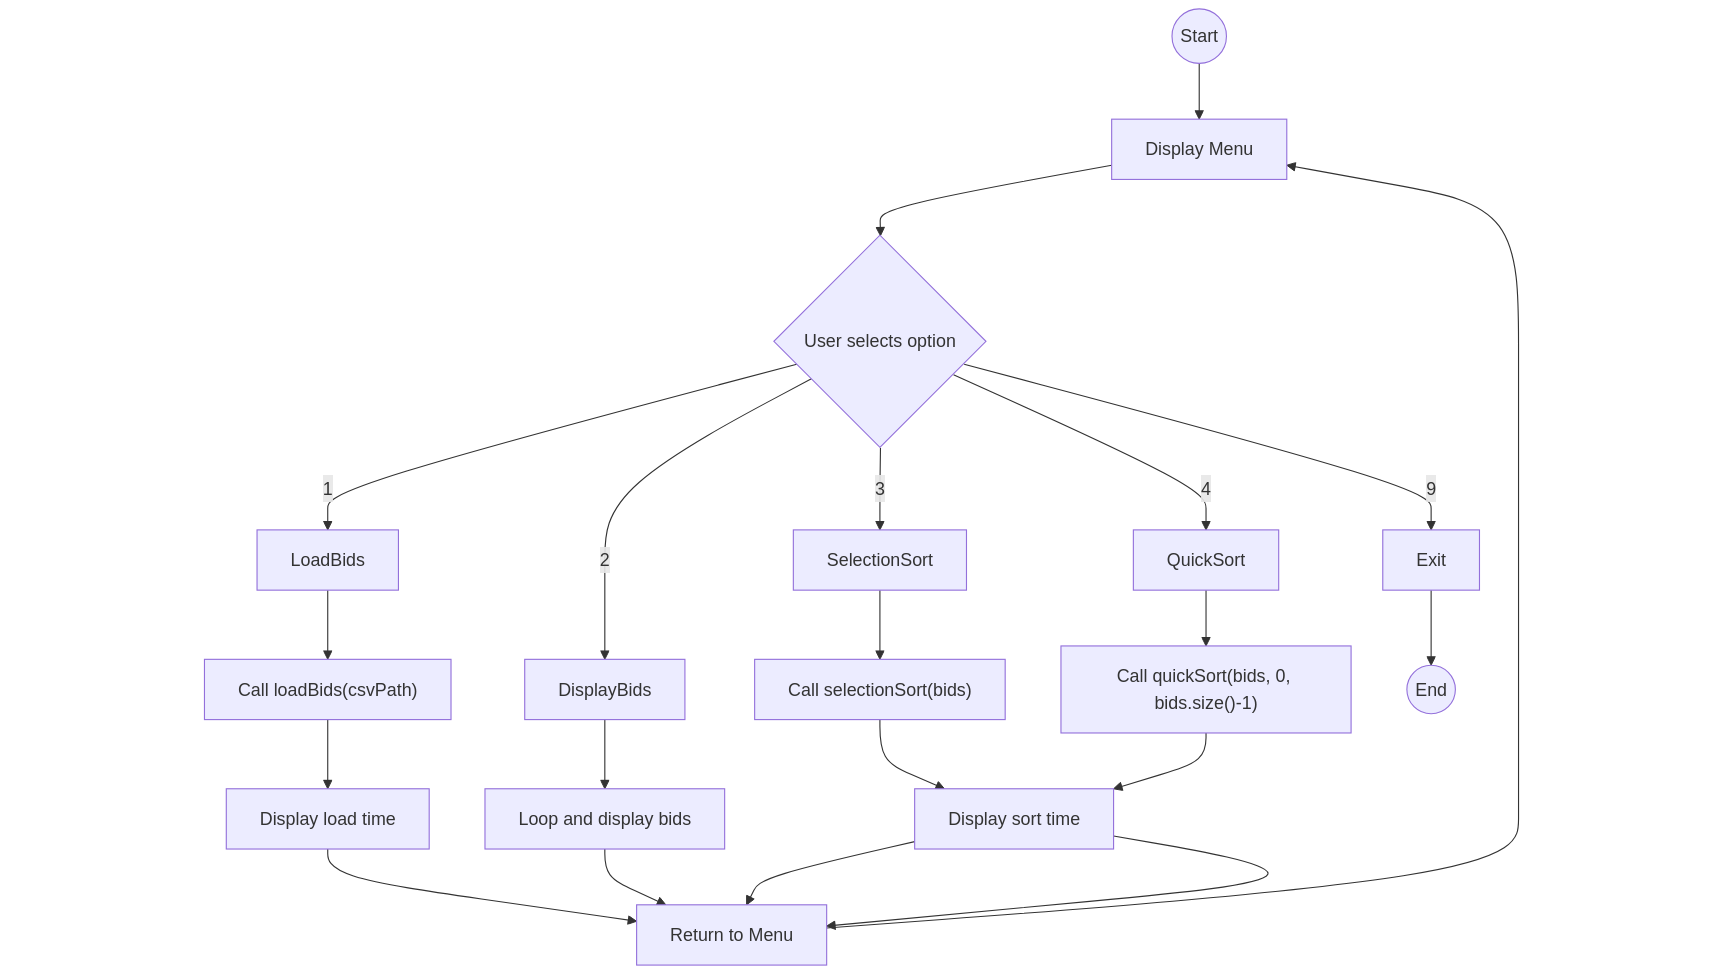 Start
Display Menu
User selects option
1
2
3
4
9
LoadBids
SelectionSort
QuickSort
Exit
Call loadBids(csvPath)
DisplayBids
Call selectionSort(bids)
Call quickSort(bids, 0,
bids.size()-1)
End
Display load time
Loop and display bids
Display sort time
Return to Menu